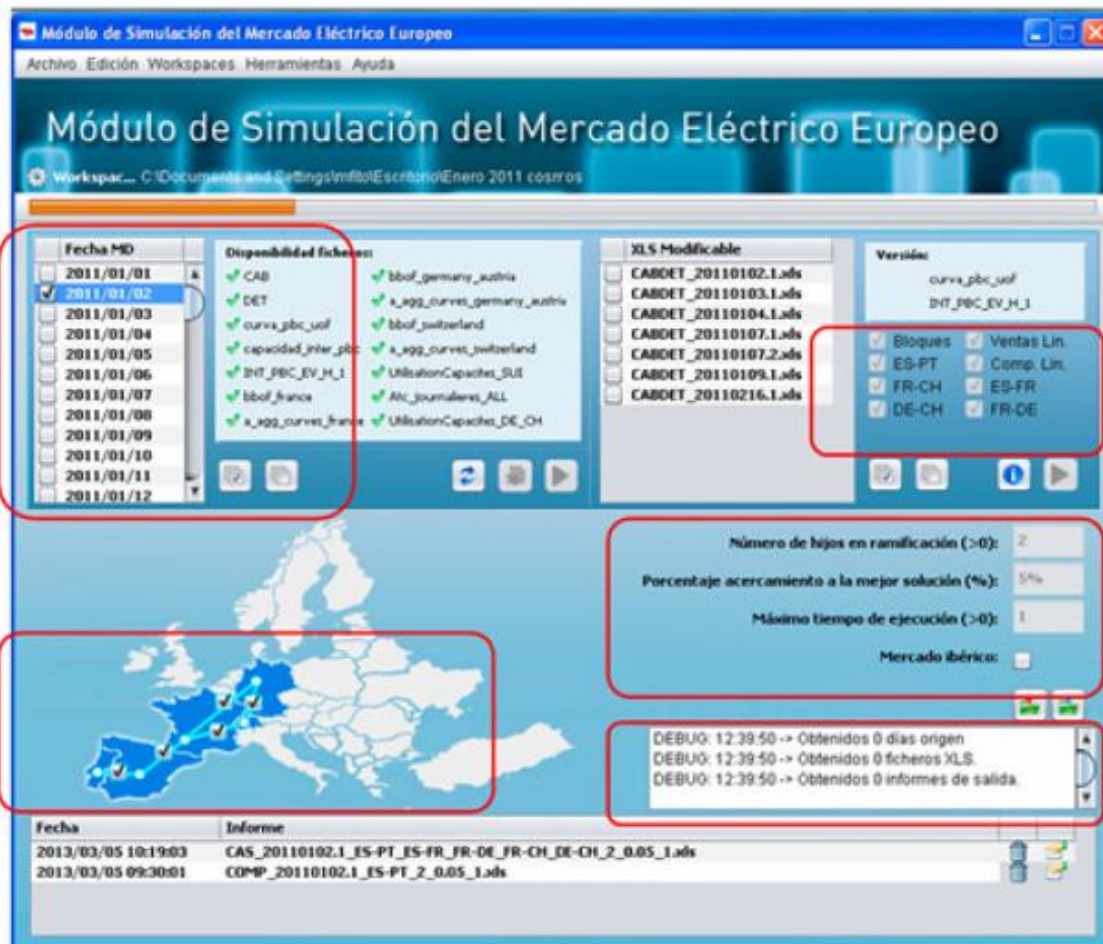 Módulo de Simulación del Mercado Eléctrico Europeo
Archivo Edición Workspaces Herramientas Ayuda
Módulo de Simulación del Mercado Eléctrico Europeo
Workspac... C:\Documents and Settings\mfito\Escritorio\Enero 2011 cosmos
Fecha MD
2011/01/01
2011/01/02
2011/01/03
2011/01/04
2011/01/05
2011/01/06
2011/01/07
2011/01/08
2011/01/09
2011/01/10
2011/01/11
2011/01/12
Disponibilidad ficheros:
CAB
DET
curva_pbc_uof
capacidad_inter_pbc
INT_PBC_EV_H_1
bbof_france
a_agg_curves_france
bbof_germany_austria
a_agg_curves_germany_austria
bbof_switzerland
a_agg_curves_switzerland
UtilisationCapacites_SUI
Atc_journalieres_ALL
UtilisationCapacites_DE_CH
XLS Modificable
CABDET_20110102.1.xls
CABDET_20110103.1.xls
CABDET_20110104.1.xls
CABDET_20110107.1.xls
CABDET_20110107.2.xls
CABDET_20110109.1.xls
CABDET_20110216.1.xls
Versión:
curva_pbc_uof
INT_PBC_EV_H_1
Bloques Ventas Lin.
ES-PT Comp. Lin.
FR-CH ES-FR
DE-CH FR-DE
Número de hijos en ramificación (>0): 2
Porcentaje acercamiento a la mejor solución (%): 5%
Máximo tiempo de ejecución (>0): 1
Mercado ibérico:
DEBUG: 12:39:50 -> Obtenidos 0 días origen
DEBUG: 12:39:50 -> Obtenidos 0 ficheros XLS.
DEBUG: 12:39:50 -> Obtenidos 0 informes de salida.
Fecha Informe
2013/03/05 10:19:03 CAS_20110102.1_ES-PT_ES-FR_FR-DE_FR-CH_DE-CH_2_0.05_1.xls
2013/03/05 09:30:01 COMP_20110102.1_ES-PT_2_0.05_1.xls